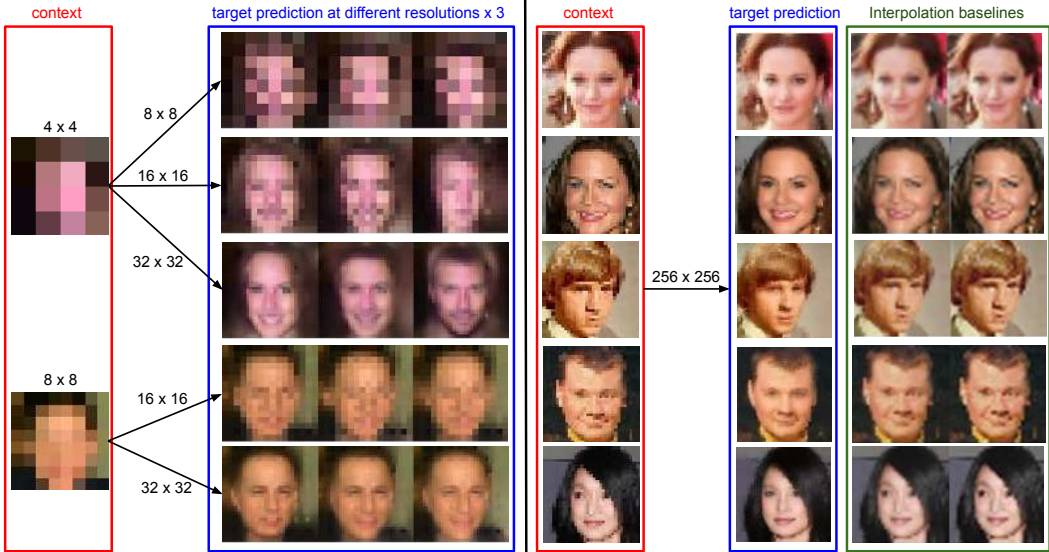 context
target prediction at different resolutions x 3
context
target prediction
Interpolation baselines
4 x 4
8 x 8
16 x 16
32 x 32
256 x 256
8 x 8
16 x 16
32 x 32